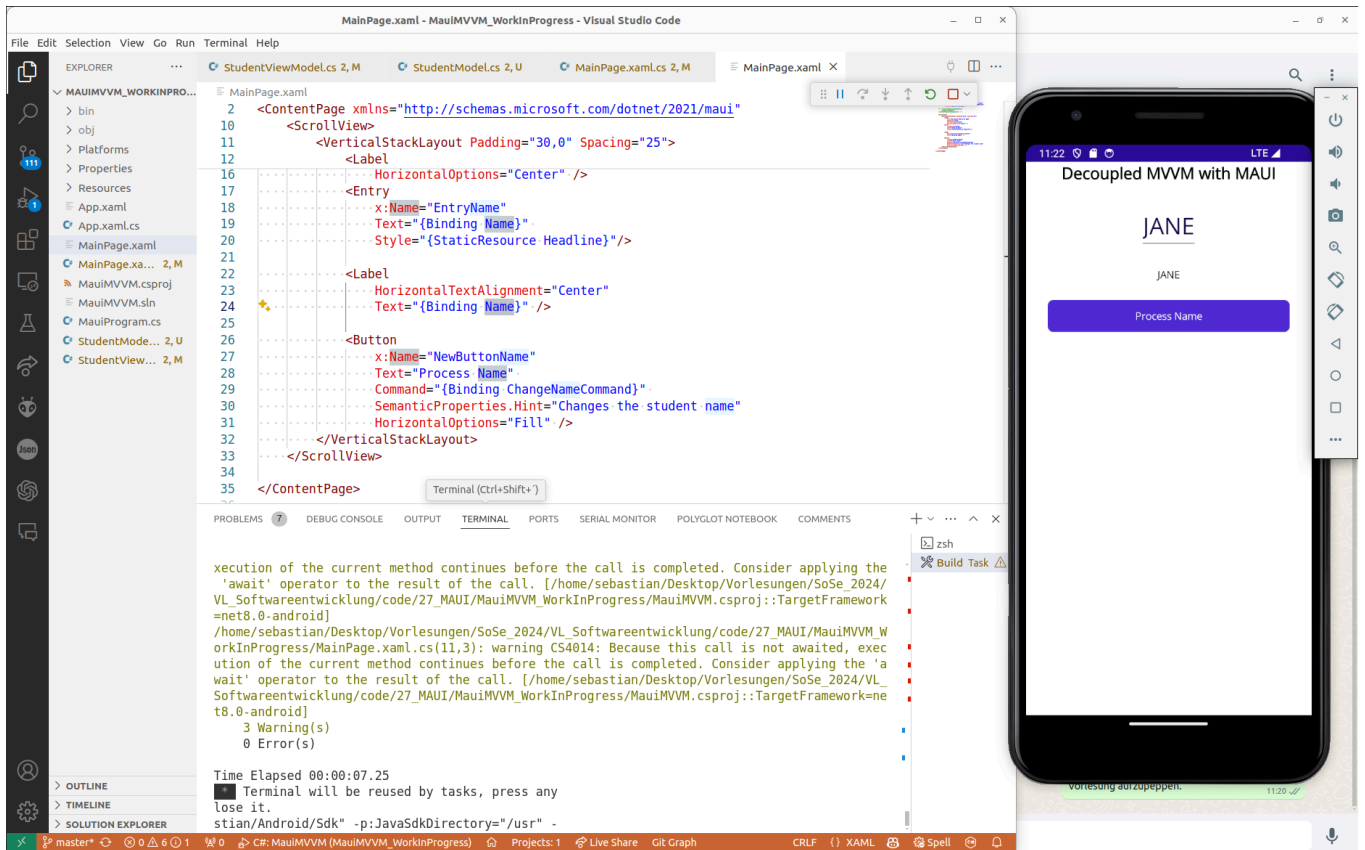 MainPage.xaml - MauiMVVM_WorkInProgress - Visual Studio Code
File Edit Selection View Go Run Terminal Help
EXPLORER
StudentViewModel.cs 2, M
StudentModel.cs 2, U
MainPage.xaml.cs 2, M
MainPage.xaml
MAUIMVVM_WORKINPRO...
bin
obj
Platforms
Properties
Resources
App.xaml
App.xaml.cs
MainPage.xaml
MainPage.xa... 2, M
MauiMVVM.csproj
MauiMVVM.sln
MauiProgram.cs
StudentMode... 2, U
StudentView... 2, M
OUTLINE
TIMELINE
SOLUTION EXPLORER
111
1
Json
MainPage.xaml
2 <ContentPage xmlns="http://schemas.microsoft.com/dotnet/2021/maui"
10 <ScrollView>
11 <VerticalStackLayout Padding="30,0" Spacing="25">
12 <Label
16 HorizontalOptions="Center" />
17 <Entry
18 x:Name="EntryName"
19 Text="{Binding Name}"
20 Style="{StaticResource Headline}"/>
21
22 <Label
23 HorizontalTextAlignment="Center"
24 Text="{Binding Name}" />
25
26 <Button
27 x:Name="NewButtonName"
28 Text="Process Name"
29 Command="{Binding ChangeNameCommand}"
30 SemanticProperties.Hint="Changes the student name"
31 HorizontalOptions="Fill" />
32 </VerticalStackLayout>
33 </ScrollView>
34
35 </ContentPage>
Terminal (Ctrl+Shift+´)
PROBLEMS 7 DEBUG CONSOLE OUTPUT TERMINAL PORTS SERIAL MONITOR POLYGLOT NOTEBOOK COMMENTS
zsh
Build Task
xecution of the current method continues before the call is completed. Consider applying the
'await' operator to the result of the call. [/home/sebastian/Desktop/Vorlesungen/SoSe_2024/
VL_Softwareentwicklung/code/27_MAUI/MauiMVVM_WorkInProgress/MauiMVVM.csproj::TargetFramework
=net8.0-android]
/home/sebastian/Desktop/Vorlesungen/SoSe_2024/VL_Softwareentwicklung/code/27_MAUI/MauiMVVM_W
orkInProgress/MainPage.xaml.cs(11,3): warning CS4014: Because this call is not awaited, exec
ution of the current method continues before the call is completed. Consider applying the 'a
wait' operator to the result of the call. [/home/sebastian/Desktop/Vorlesungen/SoSe_2024/VL_
Softwareentwicklung/code/27_MAUI/MauiMVVM_WorkInProgress/MauiMVVM.csproj::TargetFramework=ne
t8.0-android]
3 Warning(s)
0 Error(s)
Time Elapsed 00:00:07.25
* Terminal will be reused by tasks, press any
lose it.
stian/Android/Sdk" -p:JavaSdkDirectory="/usr" -
master* 0 6 1 0 C#: MauiMVVM (MauiMVVM_WorkInProgress) Projects: 1 Live Share Git Graph CRLF {} XAML Spell
11:22 LTE
Decoupled MVVM with MAUI
JANE
JANE
Process Name
Vorlesung aufzupeppen.
11:20